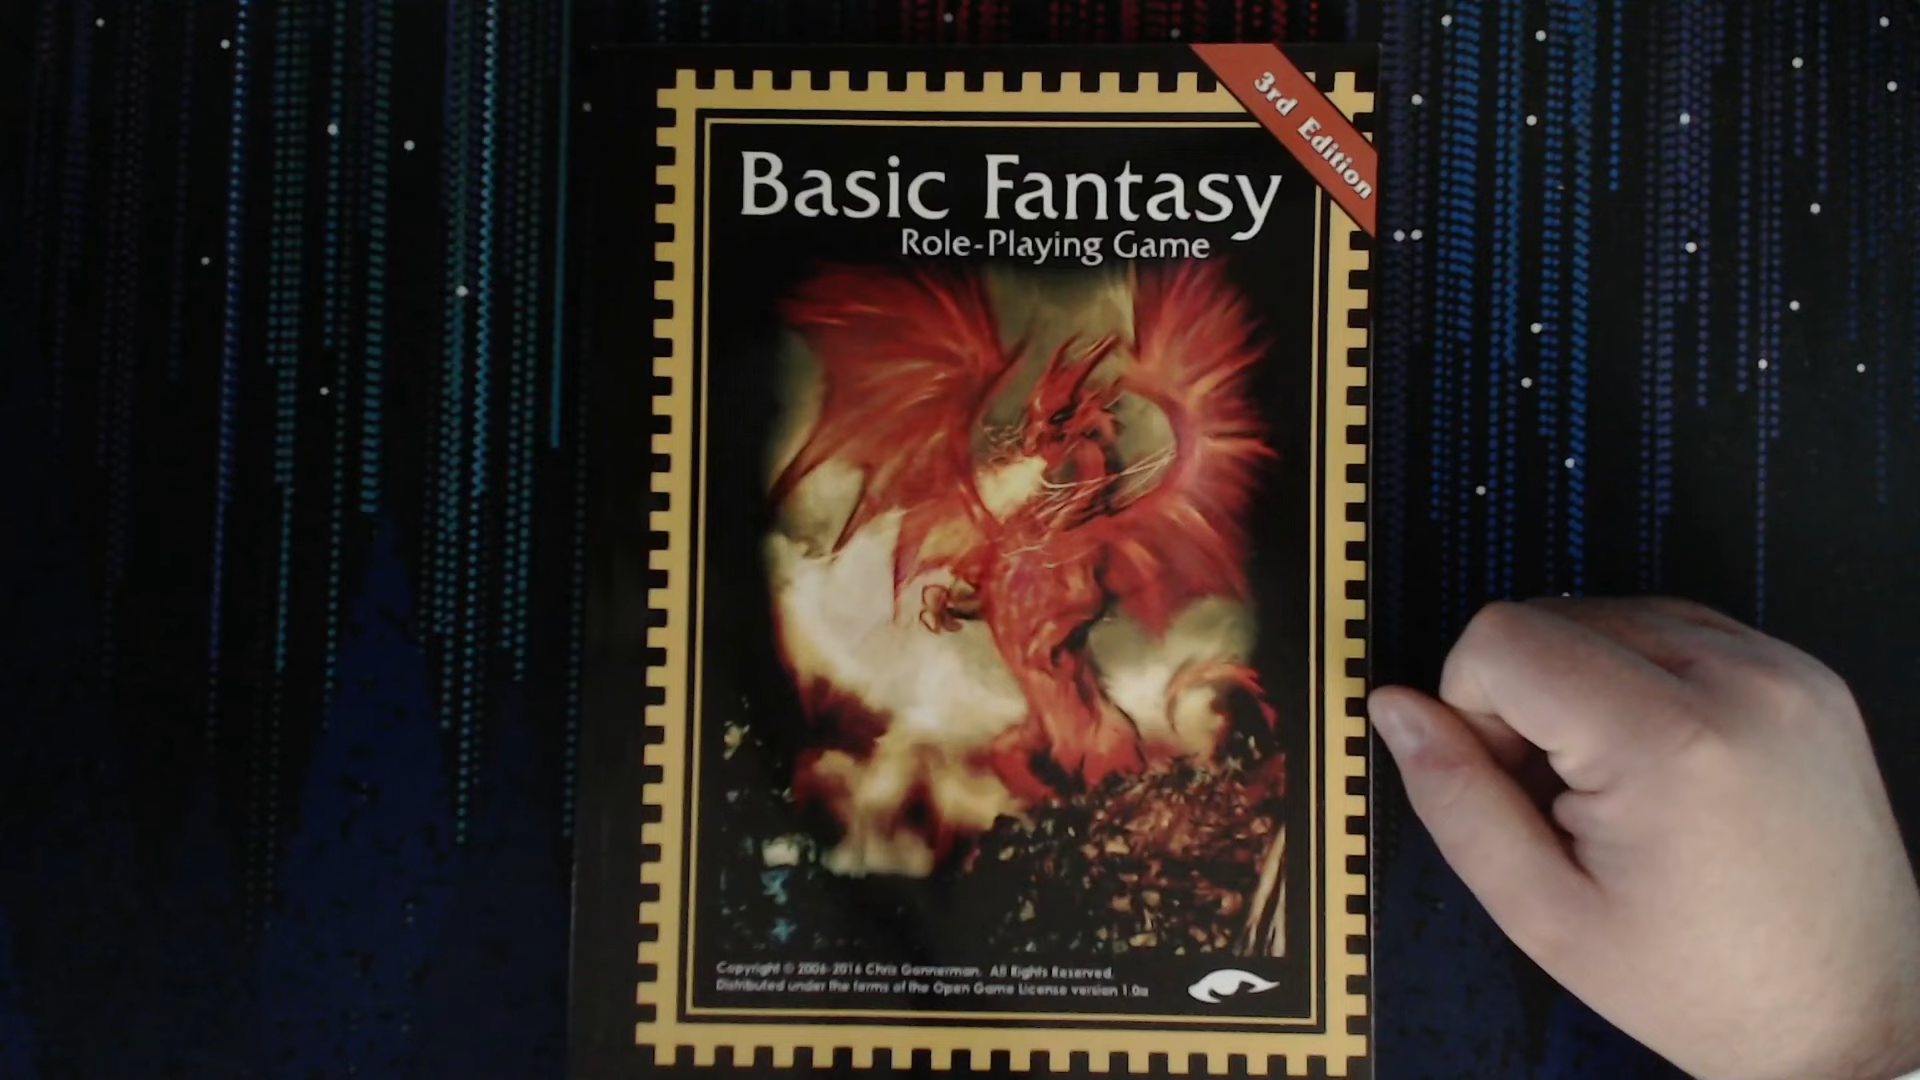 3rd Edition
Basic Fantasy
Role-Playing Game
Copyright © 2006-2016 Chris Gonnerman. All Rights Reserved.
Distributed under the terms of the Open Game License version 1.0a